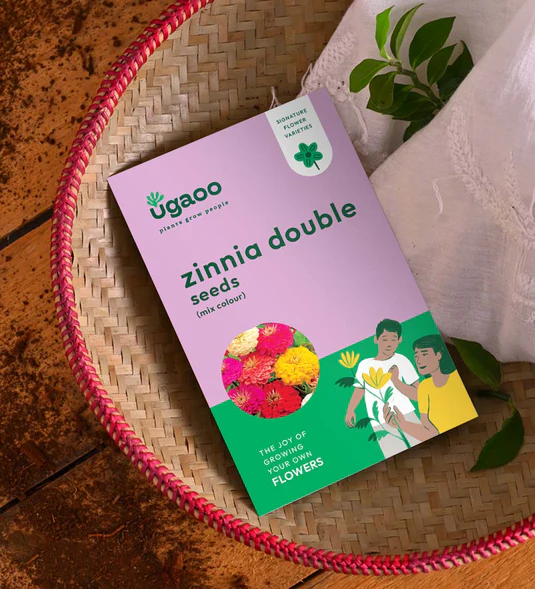 SIGNATURE
FLOWER
VARIETIES
ugaoo
plants grow people
zinnia double
seeds
(mix colour)
THE JOY OF
GROWING
YOUR OWN
FLOWERS